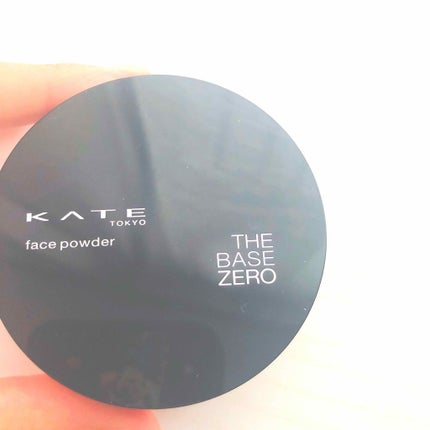 KATE
TOKYO
face powder
THE
BASE
ZERO